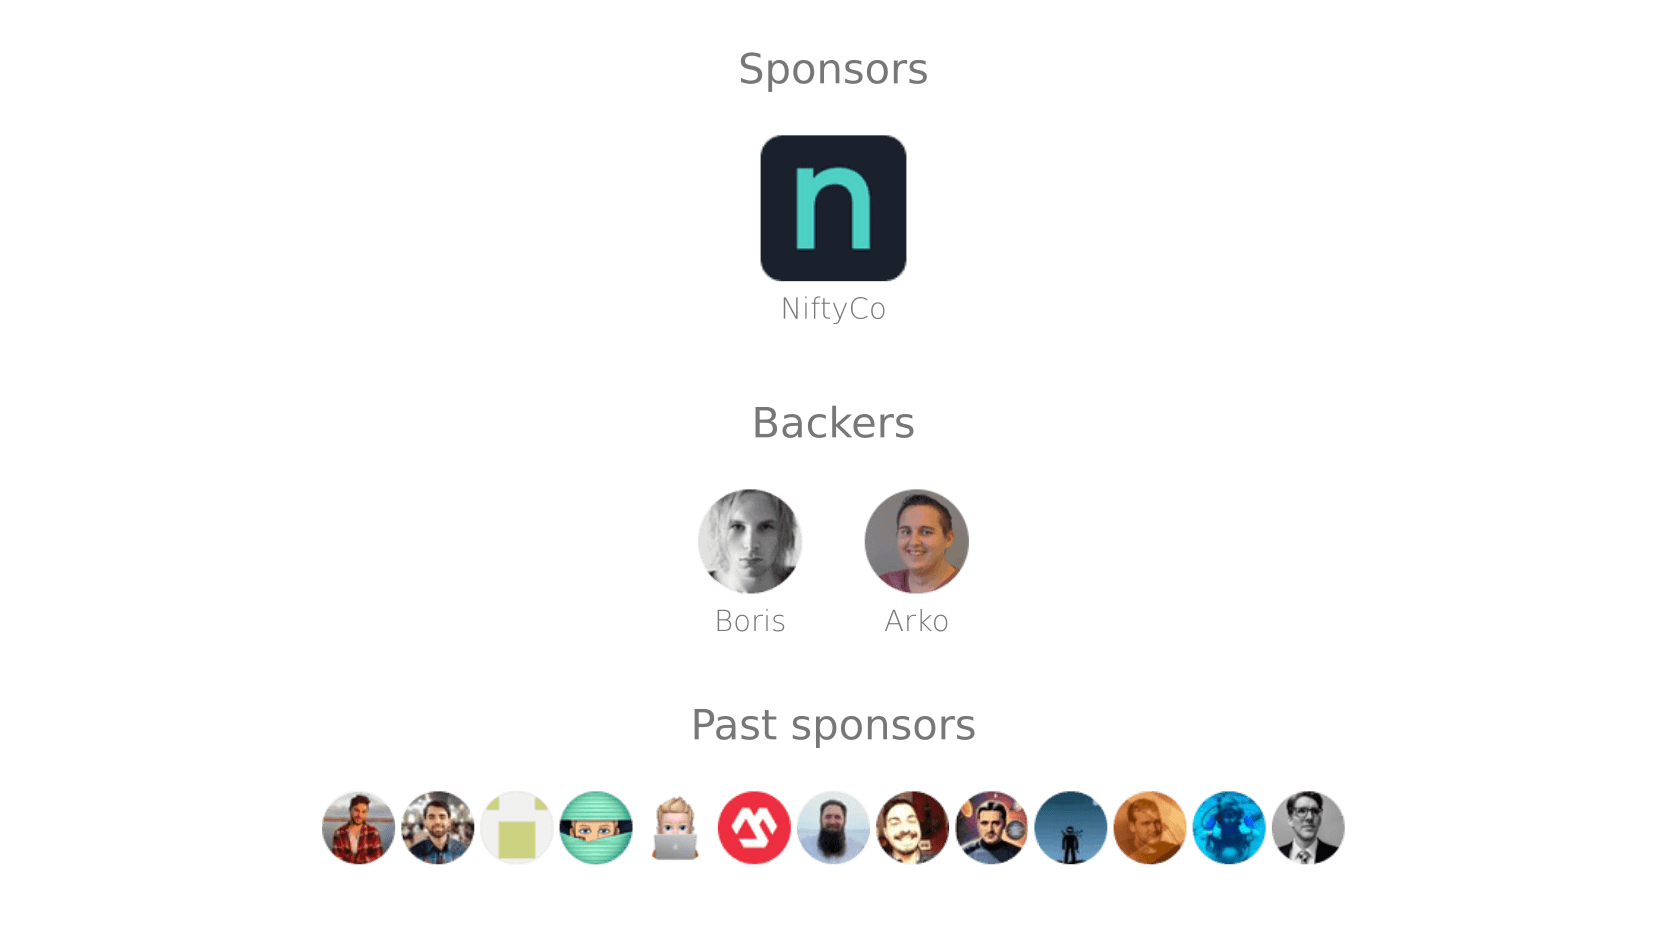 Sponsors
n
NiftyCo
Backers
Boris
Arko
Past sponsors